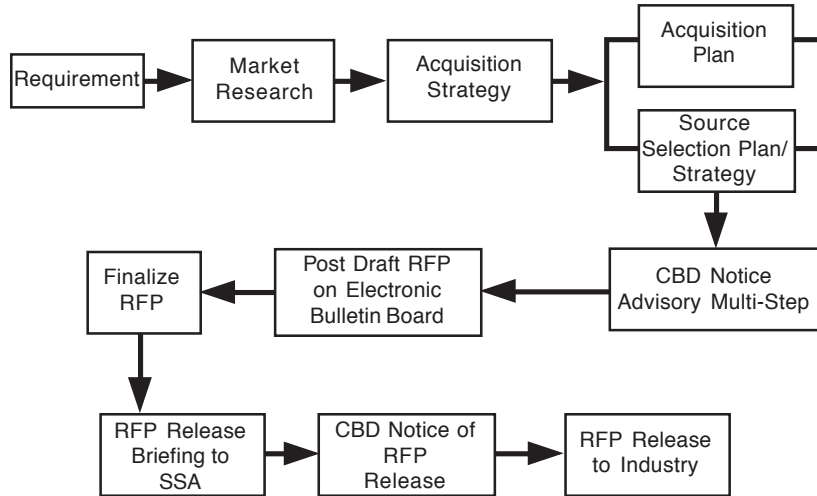 Requirement
Market
Research
Acquisition
Strategy
Acquisition
Plan
Source
Selection Plan/
Strategy
CBD Notice
Advisory Multi-Step
Post Draft RFP
on Electronic
Bulletin Board
Finalize
RFP
RFP Release
Briefing to
SSA
CBD Notice of
RFP
Release
RFP Release
to Industry